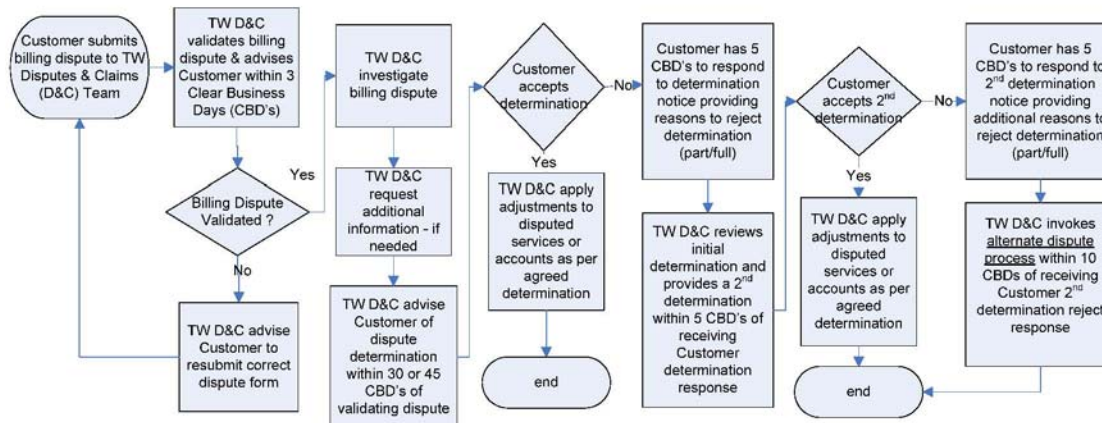 Customer submits
billing dispute to TW
Disputes & Claims
(D&C) Team
TW D&C
validates billing
dispute & advises
Customer within 3
Clear Business
Days (CBD's)
Billing Dispute
Validated ?
Yes
No
TW D&C advise
Customer to
resubmit correct
dispute form
TW D&C
investigate
billing dispute
TW D&C
request
additional
information - if
needed
TW D&C advise
Customer of
dispute
determination
within 30 or 45
CBD's of
validating dispute
Customer
accepts
determination
No
Yes
TW D&C apply
adjustments to
disputed
services or
accounts as per
agreed
determination
end
Customer has 5
CBD's to respond
to determination
notice providing
reasons to reject
determination
(part/full)
TW D&C reviews
initial
determination and
provides a 2nd
determination
within 5 CBD's of
receiving
Customer
determination
response
Customer
accepts 2nd
determination
No
Yes
TW D&C apply
adjustments to
disputed
services or
accounts as per
agreed
determination
end
Customer has 5
CBD's to respond to
2nd determination
notice providing
additional reasons to
reject determination
(part/full)
TW D&C invokes
alternate dispute
process within 10
CBDs of receiving
Customer 2nd
determination reject
response